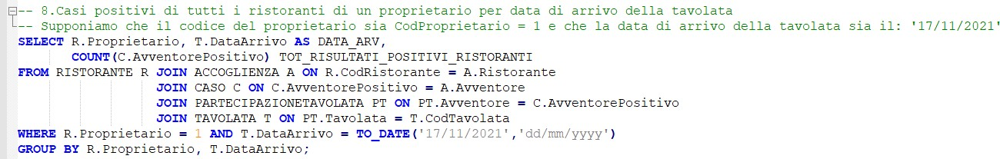 -- 8.Casi positivi di tutti i ristoranti di un proprietario per data di arrivo della tavolata
-- Supponiamo che il codice del proprietario sia CodProprietario = 1 e che la data di arrivo della tavolata sia il: '17/11/2021'
SELECT R.Proprietario, T.DataArrivo AS DATA_ARV,
COUNT(C.AvventorePositivo) TOT_RISULTATI_POSITIVI_RISTORANTI
FROM RISTORANTE R JOIN ACCOGLIENZA A ON R.CodRistorante = A.Ristorante
JOIN CASO C ON C.AvventorePositivo = A.Avventore
JOIN PARTECIPAZIONETAVOLATA PT ON PT.Avventore = C.AvventorePositivo
JOIN TAVOLATA T ON PT.Tavolata = T.CodTavolata
WHERE R.Proprietario = 1 AND T.DataArrivo = TO_DATE('17/11/2021','dd/mm/yyyy')
GROUP BY R.Proprietario, T.DataArrivo;